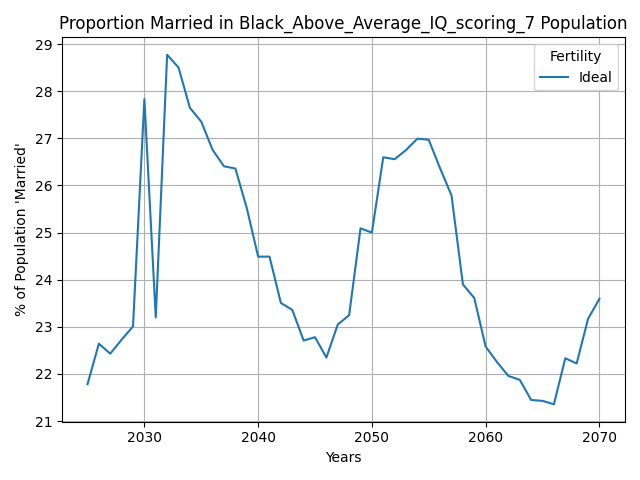 Proportion Married in Black_Above_Average_IQ_scoring_7 Population
Fertility
Ideal
% of Population 'Married'
29
28
27
26
25
24
23
22
21
2030 2040 2050 2060 2070
Years